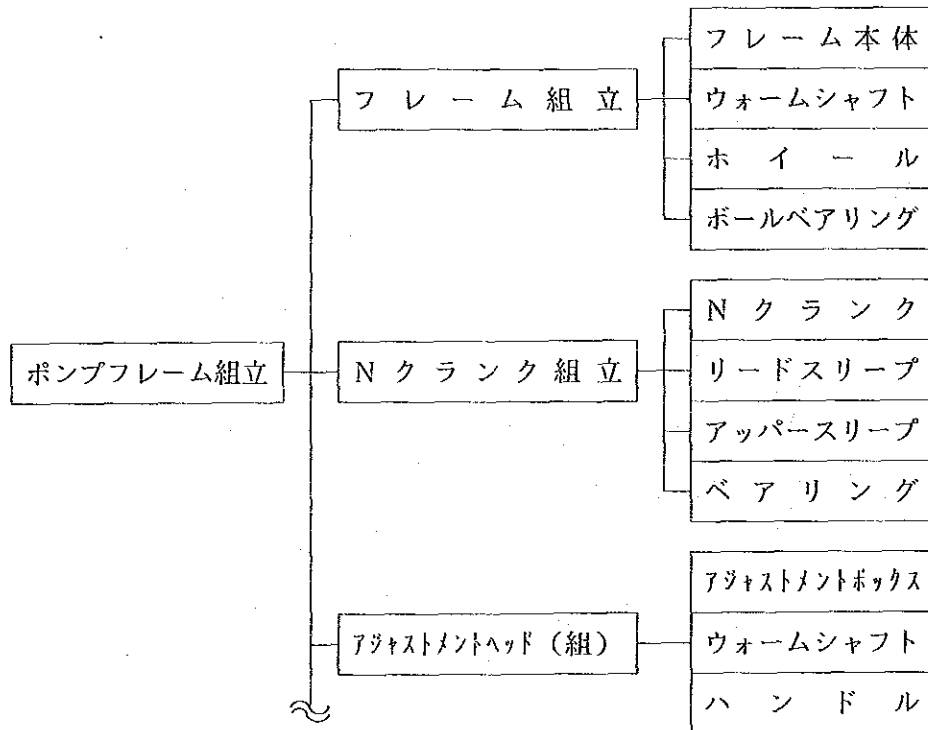 ポンプフレーム組立
フレーム組立
フレーム本体
ウォームシャフト
ホイール
ボールベアリング
Nクランク組立
Nクランク
リードスリープ
アッパースリープ
ベアリング
アジャストメントヘッド（組）
アジャストメントボックス
ウォームシャフト
ハンドル